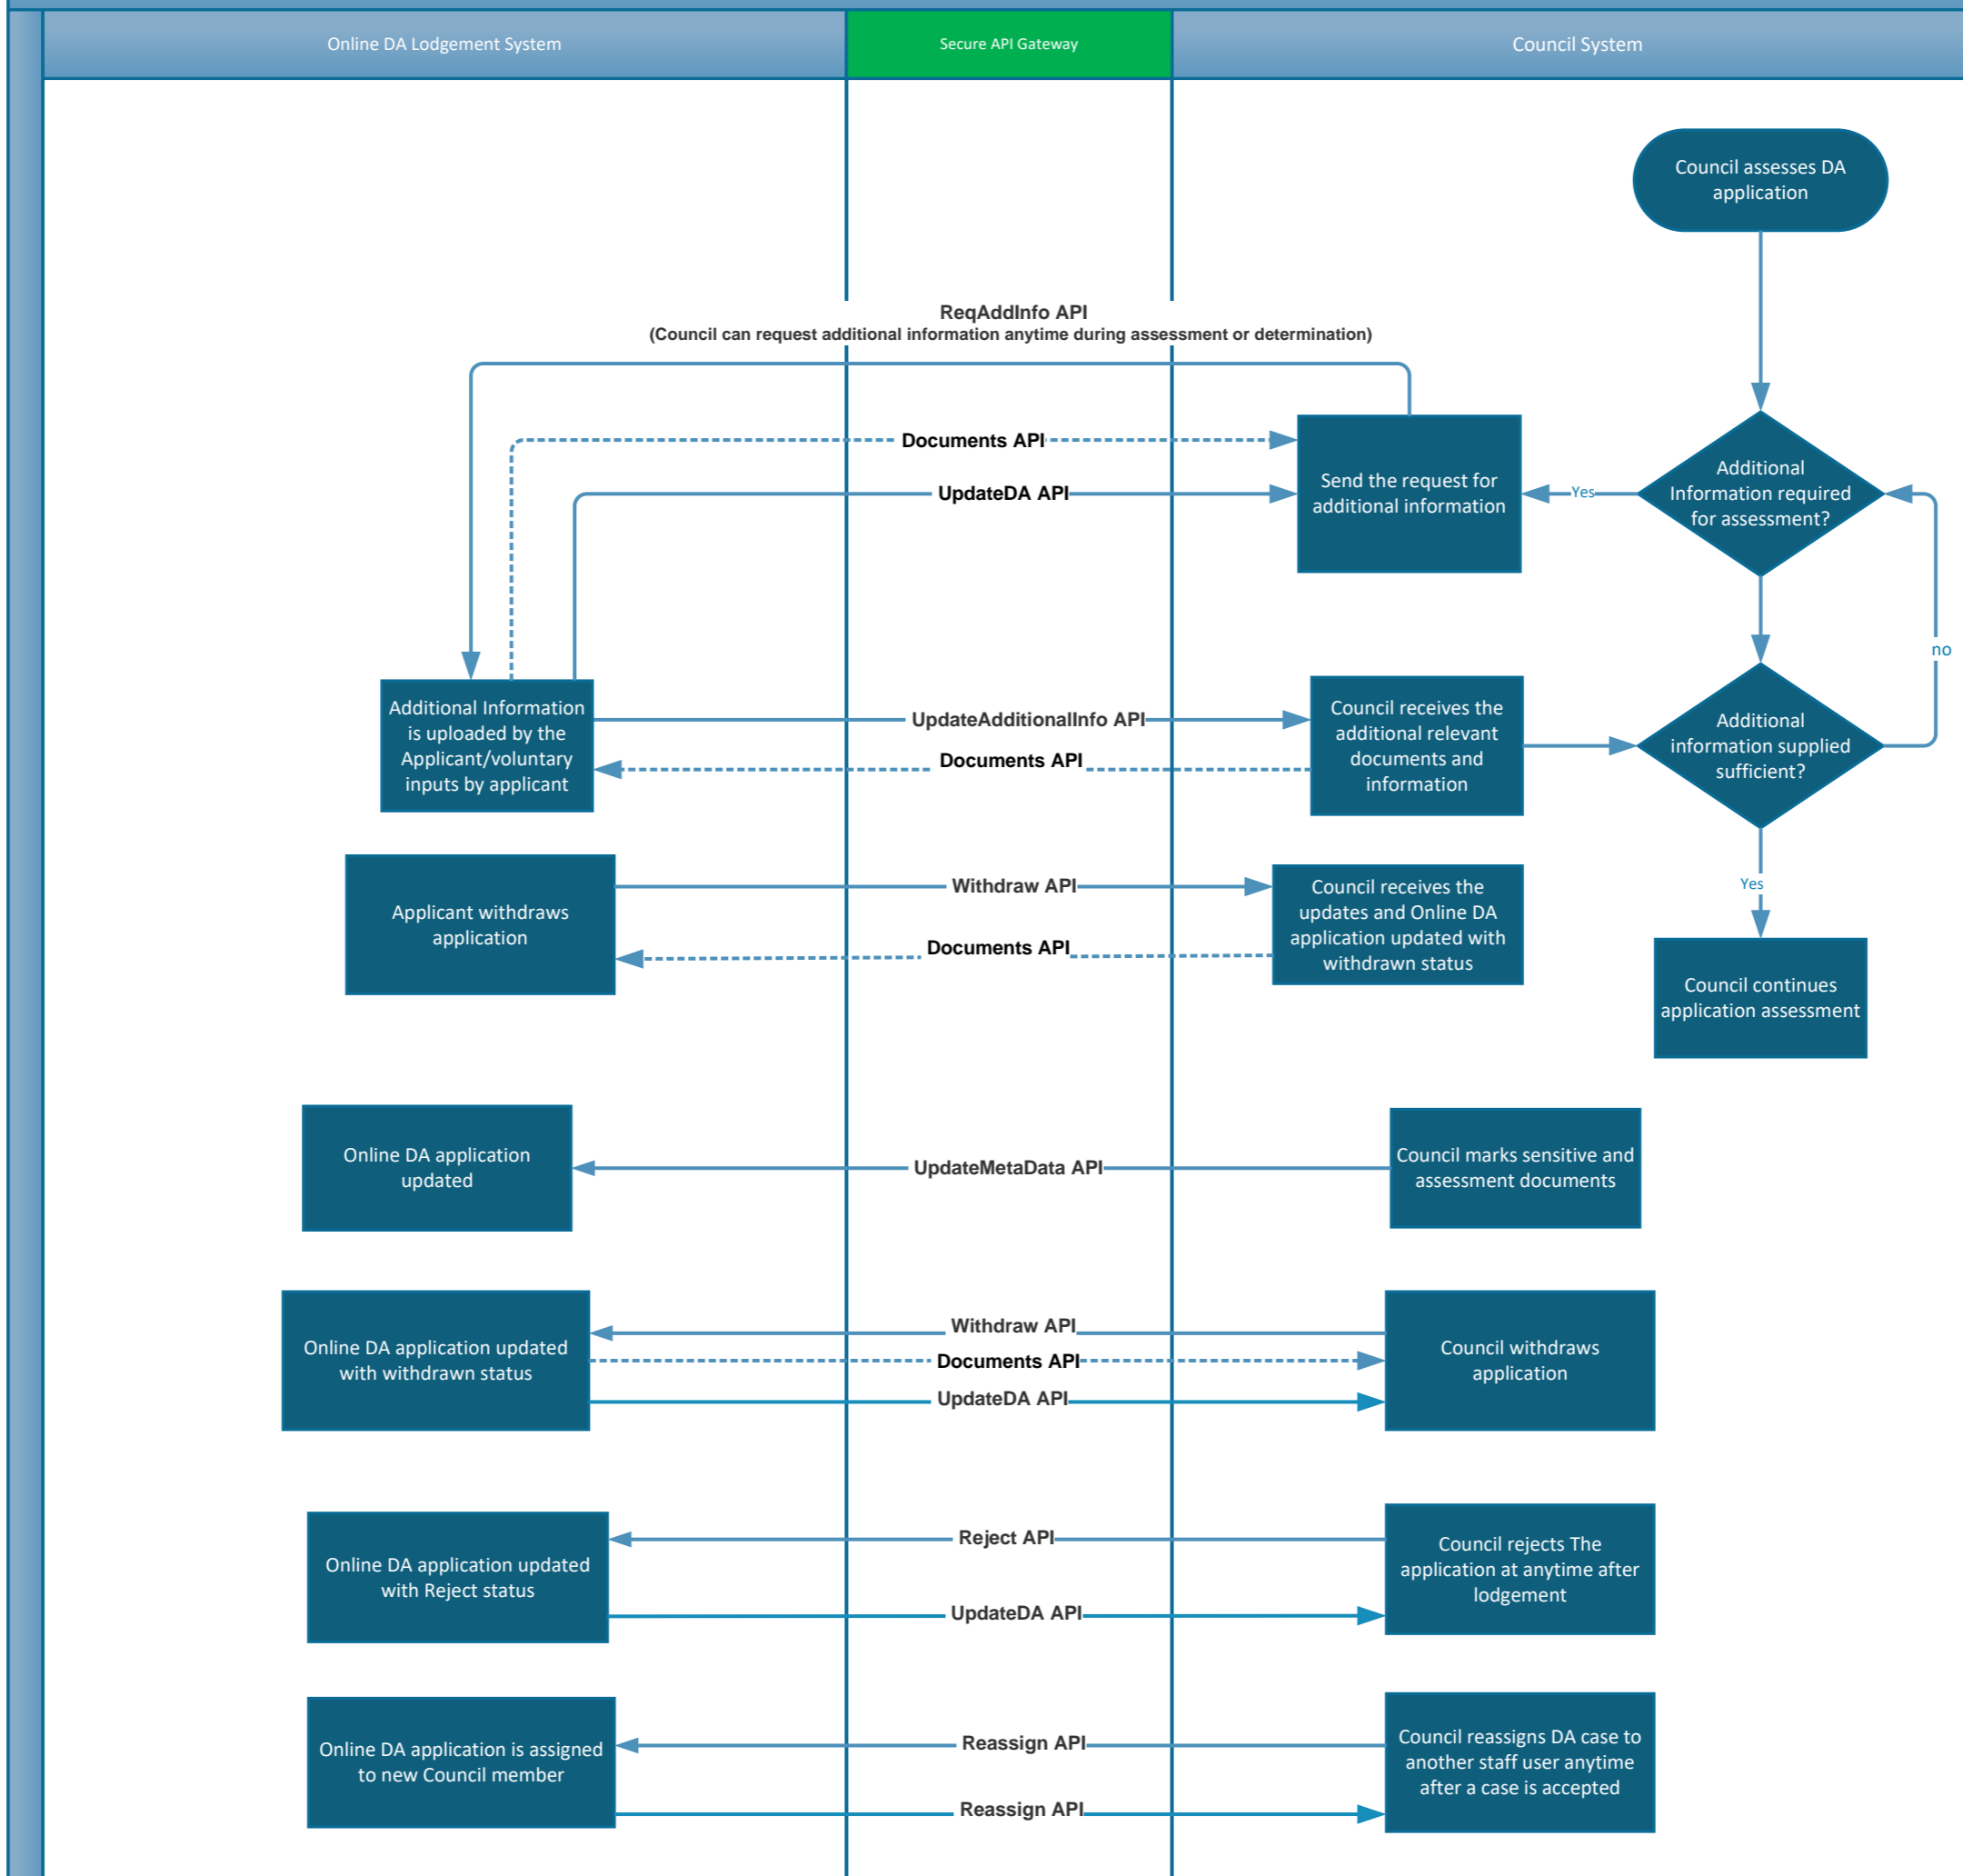 Online DA Lodgement System
Secure API Gateway
Council System
Council assesses DA
application
ReqAddInfo API
(Council can request additional information anytime during assessment or determination)
Documents API
UpdateDA API
Send the request for
additional information
Yes
Additional
Information required
for assessment?
no
Additional Information
is uploaded by the
Applicant/voluntary
inputs by applicant
UpdateAdditionalInfo API
Documents API
Council receives the
additional relevant
documents and
information
Additional
information supplied
sufficient?
Yes
Applicant withdraws
application
Withdraw API
Documents API
Council receives the
updates and Online DA
application updated with
withdrawn status
Council continues
application assessment
Online DA application
updated
UpdateMetaData API
Council marks sensitive and
assessment documents
Online DA application updated
with withdrawn status
Withdraw API
Documents API
UpdateDA API
Council withdraws
application
Online DA application updated
with Reject status
Reject API
UpdateDA API
Council rejects The
application at anytime after
lodgement
Online DA application is assigned
to new Council member
Reassign API
Reassign API
Council reassigns DA case to
another staff user anytime
after a case is accepted